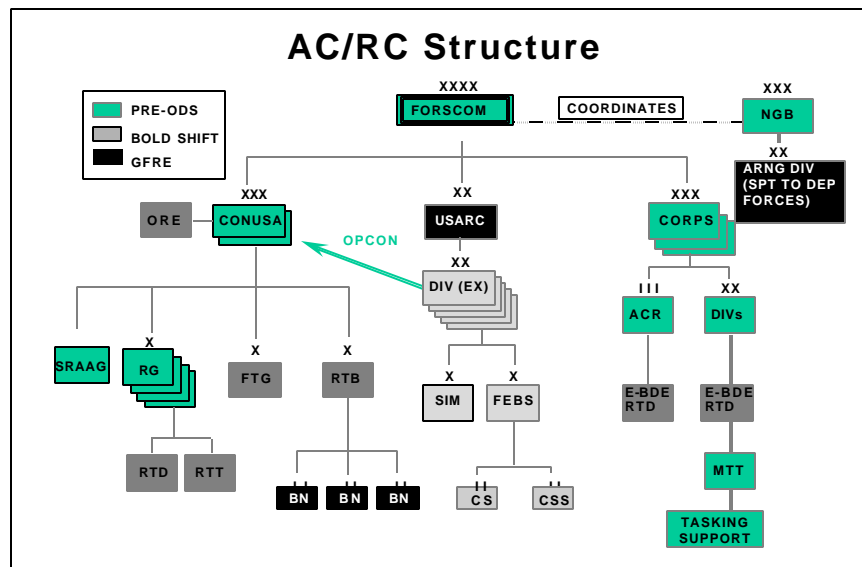 AC/RC Structure
XXXX
XXX
PRE-ODS
BOLD SHIFT
GFRE
FORSCOM
COORDINATES
NGB
XX
ARNG DIV
(SPT TO DEP
FORCES)
XXX
XX
XXX
ORE
CONUSA
USARC
CORPS
OPCON
XX
DIV (EX)
III
XX
ACR
DIVs
X
X
X
SRAAG
RG
FTG
RTB
X
X
SIM
FEBS
E-BDE
RTD
E-BDE
RTD
RTD
RTT
II
II
II
BN
BN
BN
II
II
CS
CSS
MTT
TASKING
SUPPORT